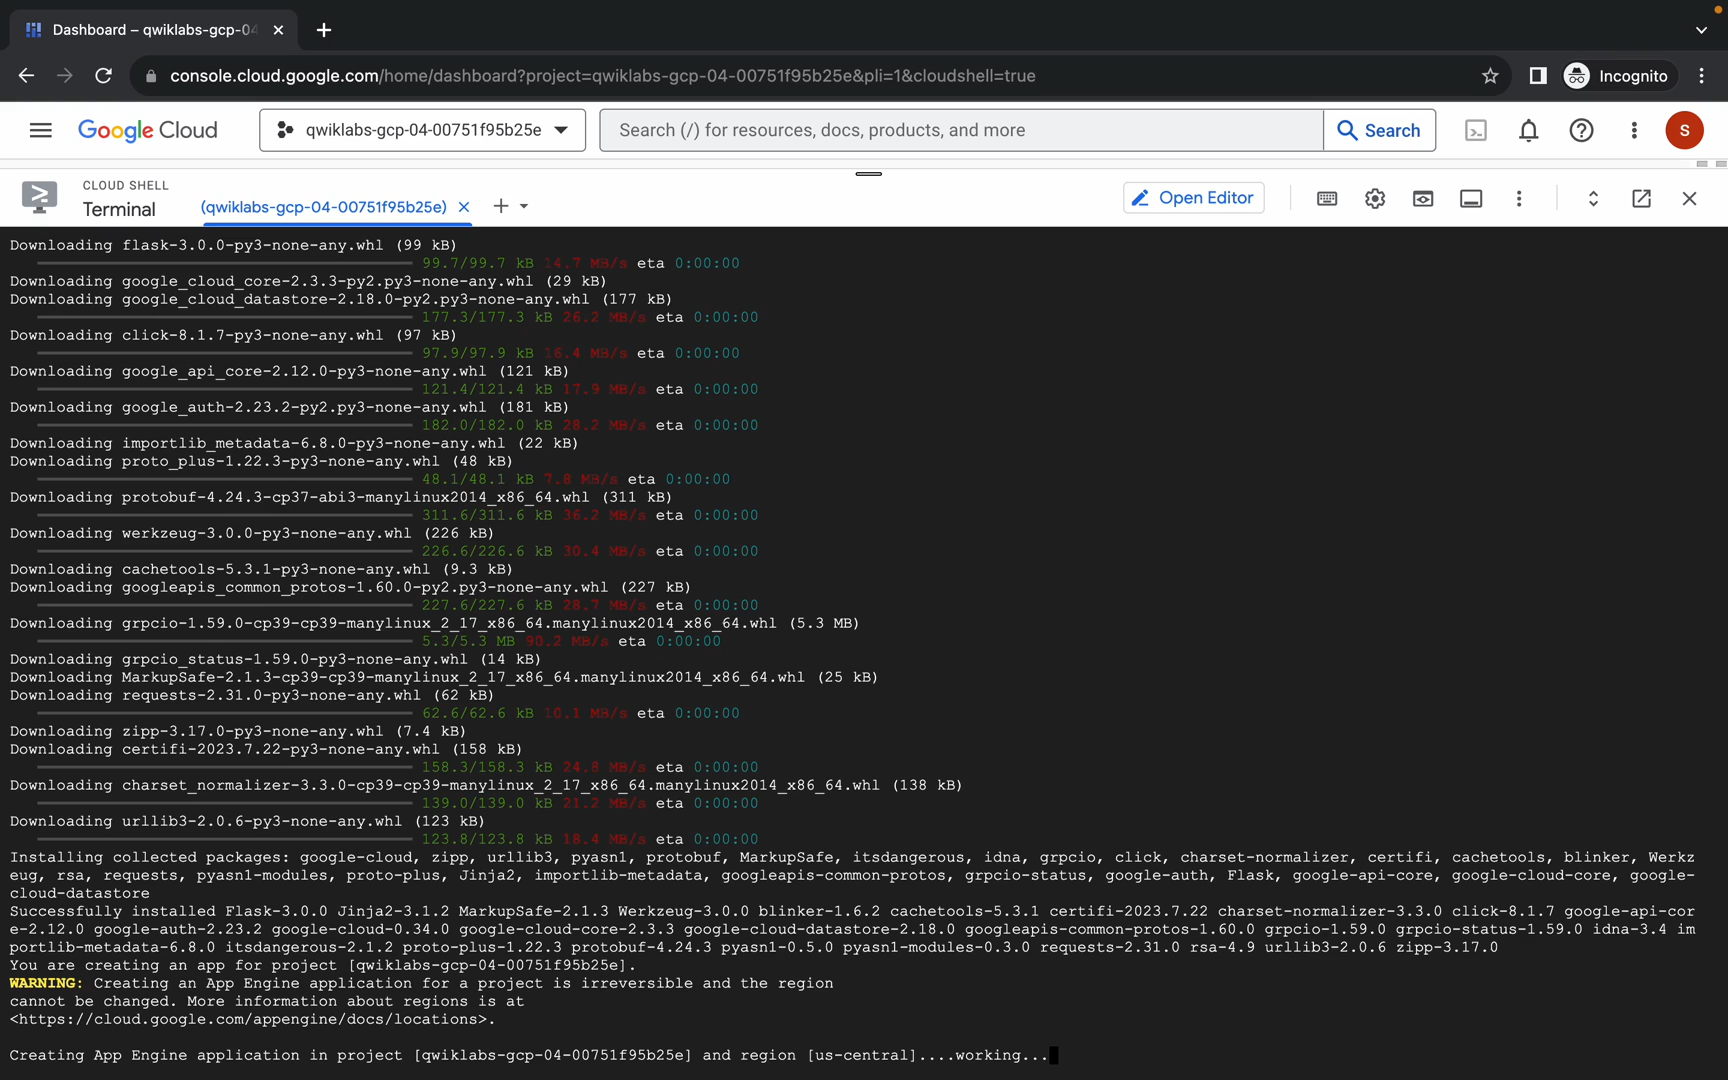 Dashboard – qwiklabs-gcp-04
console.cloud.google.com/home/dashboard?project=qwiklabs-gcp-04-00751f95b25e&pli=1&cloudshell=true
Incognito
Google Cloud
qwiklabs-gcp-04-00751f95b25e
Search (/) for resources, docs, products, and more
Search
S
CLOUD SHELL
Terminal
(qwiklabs-gcp-04-00751f95b25e)
Open Editor
Downloading flask-3.0.0-py3-none-any.whl (99 kB)
99.7/99.7 kB 14.7 MB/s eta 0:00:00
Downloading google_cloud_core-2.3.3-py2.py3-none-any.whl (29 kB)
Downloading google_cloud_datastore-2.18.0-py2.py3-none-any.whl (177 kB)
177.3/177.3 kB 26.2 MB/s eta 0:00:00
Downloading click-8.1.7-py3-none-any.whl (97 kB)
97.9/97.9 kB 16.4 MB/s eta 0:00:00
Downloading google_api_core-2.12.0-py3-none-any.whl (121 kB)
121.4/121.4 kB 17.9 MB/s eta 0:00:00
Downloading google_auth-2.23.2-py2.py3-none-any.whl (181 kB)
182.0/182.0 kB 28.2 MB/s eta 0:00:00
Downloading importlib_metadata-6.8.0-py3-none-any.whl (22 kB)
Downloading proto_plus-1.22.3-py3-none-any.whl (48 kB)
48.1/48.1 kB 7.8 MB/s eta 0:00:00
Downloading protobuf-4.24.3-cp37-abi3-manylinux2014_x86_64.whl (311 kB)
311.6/311.6 kB 36.2 MB/s eta 0:00:00
Downloading werkzeug-3.0.0-py3-none-any.whl (226 kB)
226.6/226.6 kB 30.4 MB/s eta 0:00:00
Downloading cachetools-5.3.1-py3-none-any.whl (9.3 kB)
Downloading googleapis_common_protos-1.60.0-py2.py3-none-any.whl (227 kB)
227.6/227.6 kB 28.7 MB/s eta 0:00:00
Downloading grpcio-1.59.0-cp39-cp39-manylinux_2_17_x86_64.manylinux2014_x86_64.whl (5.3 MB)
5.3/5.3 MB 90.2 MB/s eta 0:00:00
Downloading grpcio_status-1.59.0-py3-none-any.whl (14 kB)
Downloading MarkupSafe-2.1.3-cp39-cp39-manylinux_2_17_x86_64.manylinux2014_x86_64.whl (25 kB)
Downloading requests-2.31.0-py3-none-any.whl (62 kB)
62.6/62.6 kB 10.1 MB/s eta 0:00:00
Downloading zipp-3.17.0-py3-none-any.whl (7.4 kB)
Downloading certifi-2023.7.22-py3-none-any.whl (158 kB)
158.3/158.3 kB 24.8 MB/s eta 0:00:00
Downloading charset_normalizer-3.3.0-cp39-cp39-manylinux_2_17_x86_64.manylinux2014_x86_64.whl (138 kB)
139.0/139.0 kB 21.2 MB/s eta 0:00:00
Downloading urllib3-2.0.6-py3-none-any.whl (123 kB)
123.8/123.8 kB 18.4 MB/s eta 0:00:00
Installing collected packages: google-cloud, zipp, urllib3, pyasn1, protobuf, MarkupSafe, itsdangerous, idna, grpcio, click, charset-normalizer, certifi, cachetools, blinker, Werkz
eug, rsa, requests, pyasn1-modules, proto-plus, Jinja2, importlib-metadata, googleapis-common-protos, grpcio-status, google-auth, Flask, google-api-core, google-cloud-core, google-
cloud-datastore
Successfully installed Flask-3.0.0 Jinja2-3.1.2 MarkupSafe-2.1.3 Werkzeug-3.0.0 blinker-1.6.2 cachetools-5.3.1 certifi-2023.7.22 charset-normalizer-3.3.0 click-8.1.7 google-api-cor
e-2.12.0 google-auth-2.23.2 google-cloud-0.34.0 google-cloud-core-2.3.3 google-cloud-datastore-2.18.0 googleapis-common-protos-1.60.0 grpcio-1.59.0 grpcio-status-1.59.0 idna-3.4 im
portlib-metadata-6.8.0 itsdangerous-2.1.2 proto-plus-1.22.3 protobuf-4.24.3 pyasn1-0.5.0 pyasn1-modules-0.3.0 requests-2.31.0 rsa-4.9 urllib3-2.0.6 zipp-3.17.0
You are creating an app for project [qwiklabs-gcp-04-00751f95b25e].
WARNING: Creating an App Engine application for a project is irreversible and the region
cannot be changed. More information about regions is at
<https://cloud.google.com/appengine/docs/locations>.
Creating App Engine application in project [qwiklabs-gcp-04-00751f95b25e] and region [us-central]....working...